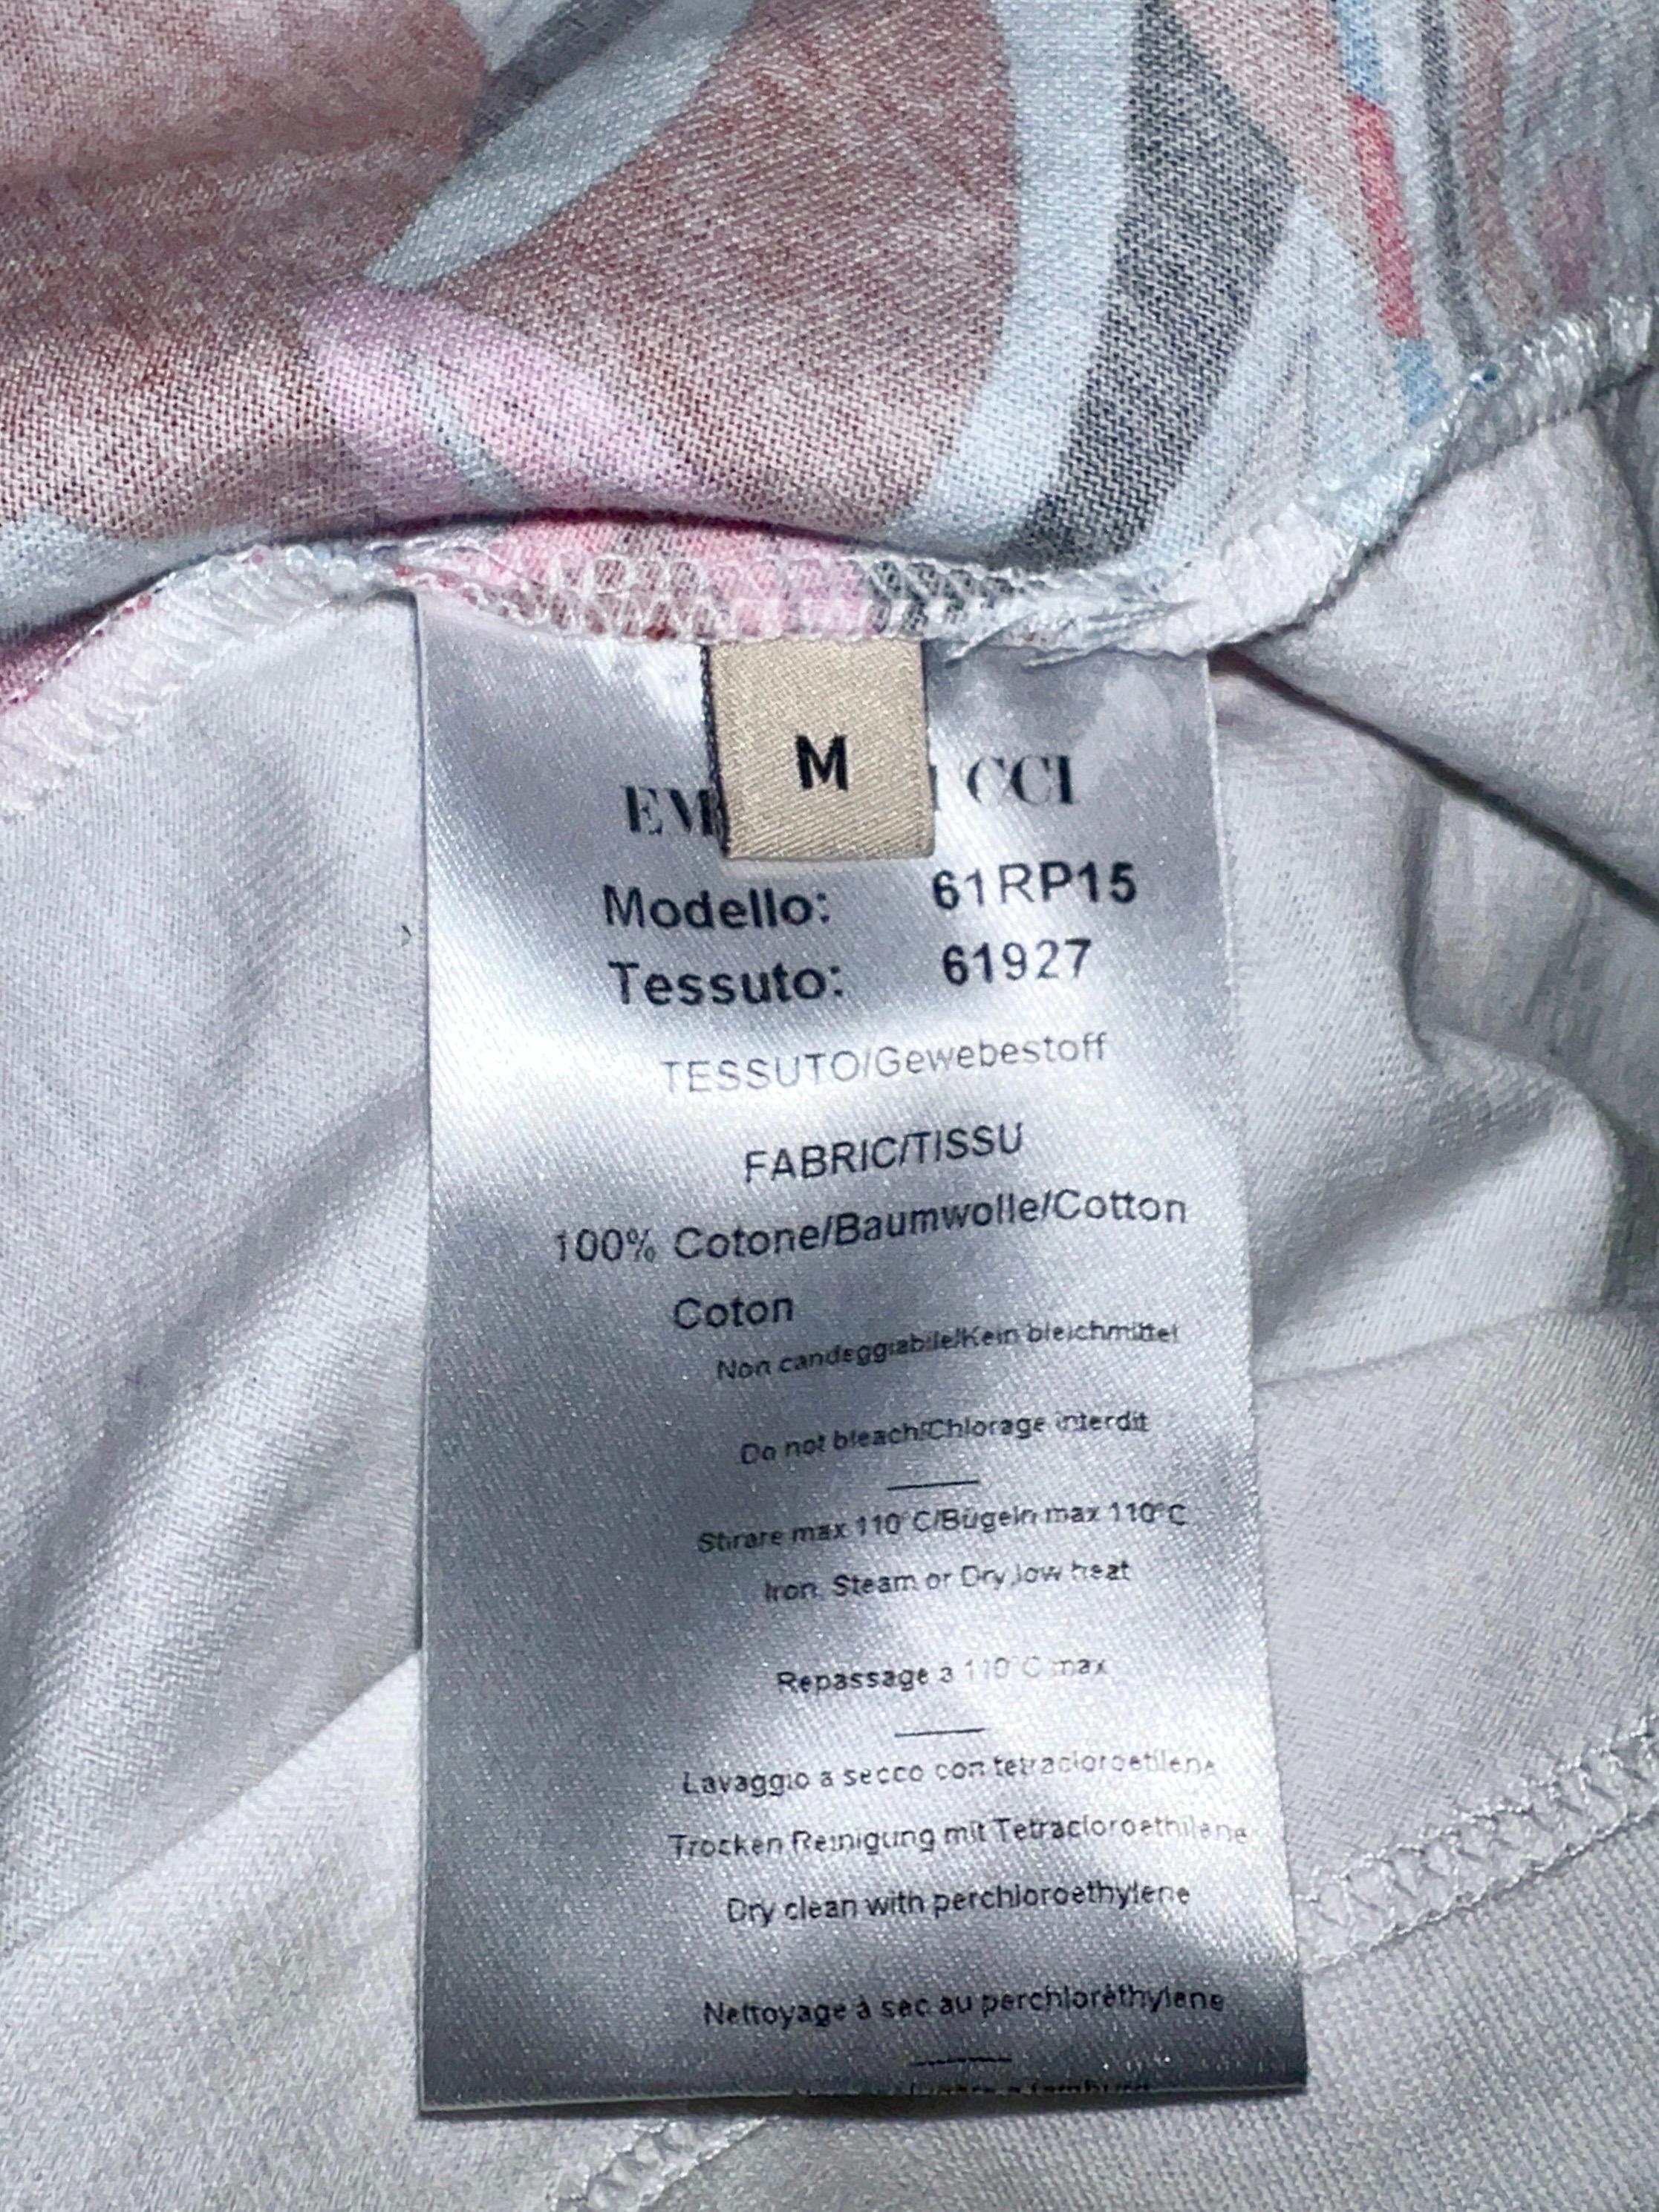 M
EM CCI
Modello: 61RP15
Tessuto: 61927
TESSUTO/Gewebestoff
FABRIC/TISSU
100% Cotone/Baumwolle/Cotton
Coton
Non candeggiabile/Kein bleichmittel
Do not bleach/Chlorage interdit
Stirare max 110°C/Bügeln max 110°C
Iron, Steam or Dry, low heat
Repassage a 110°C max
Lavaggio a secco con tetracloroetilene
Trocken Reinigung mit Tetracloroethilene
Dry clean with perchloroethylene
Nettoyage à sec au perchloréthylene